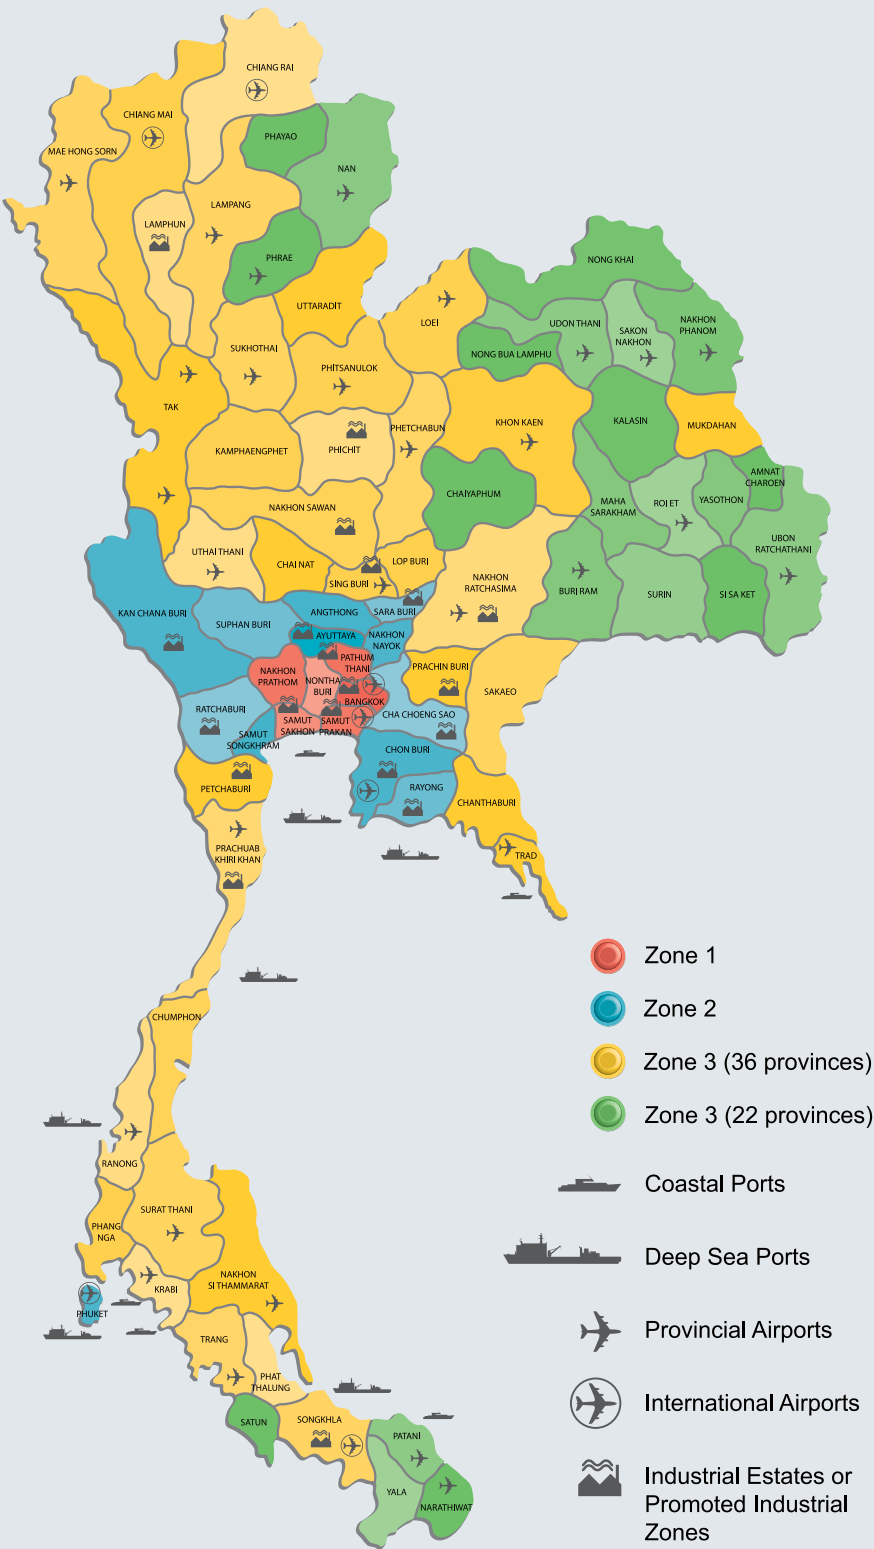 CHIANG RAI
CHIANG MAI
PHAYAO
MAE HONG SORN
NAN
LAMPANG
LAMPHUN
PHRAE
NONG KHAI
UTTARADIT
LOEI
UDON THANI
SAKON
NAKHON
NAKHON
PHANOM
SUKHOTHAI
PHITSANULOK
NONG BUA LAMPHU
TAK
PHETCHABUN
KHON KAEN
KALASIN
MUKDAHAN
KAMPHAENGPHET
PHICHIT
CHAIYAPHUM
MAHA
SARAKHAM
ROI ET
YASOTHON
AMNAT
CHAROEN
NAKHON SAWAN
UBON
RATCHATHANI
UTHAI THANI
CHAI NAT
SING BURI
LOP BURI
NAKHON
RATCHASIMA
BURI RAM
SURIN
SI SA KET
KAN CHANA BURI
SUPHAN BURI
ANGTHONG
SARA BURI
AYUTTAYA
NAKHON
NAYOK
NAKHON
PRATHOM
NONTHA
BURI
PATHUM
THANI
PRACHIN BURI
SAKAEO
BANGKOK
RATCHABURI
SAMUT
SONGKHRAM
SAMUT
SAKHON
SAMUT
PRAKAN
CHA CHOENG SAO
CHON BURI
PETCHABURI
RAYONG
CHANTHABURI
PRACHUAB
KHIRI KHAN
TRAD
CHUMPHON
RANONG
SURAT THANI
PHANG
NGA
NAKHON
SI THAMMARAT
KRABI
PHUKET
TRANG
PHAT
THALUNG
SATUN
SONGKHLA
PATANI
YALA
NARATHIWAT
Zone 1
Zone 2
Zone 3 (36 provinces)
Zone 3 (22 provinces)
Coastal Ports
Deep Sea Ports
Provincial Airports
International Airports
Industrial Estates or
Promoted Industrial
Zones